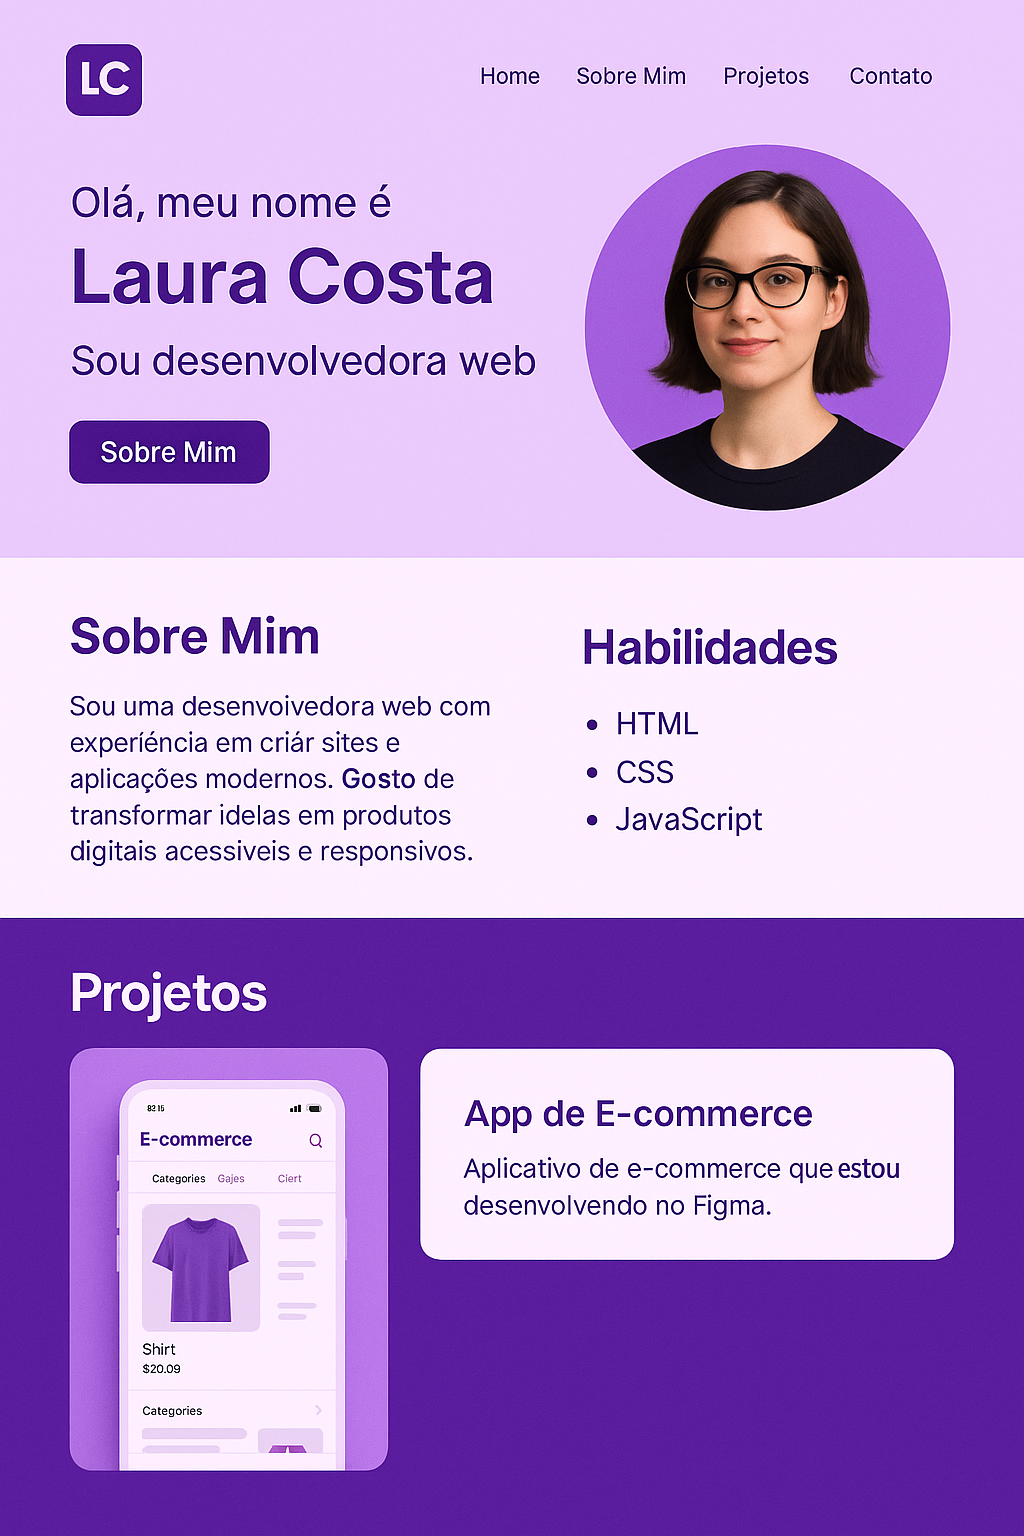 LC
Home Sobre Mim Projetos Contato
Olá, meu nome é
Laura Costa
Sou desenvolvedora web
Sobre Mim
Sobre Mim
Sou uma desenvoivedora web com
experíéncia em criár sites e
aplicações modernos. Gosto de
transformar idelas em produtos
digitais acessiveis e responsivos.
Habilidades
• HTML
• CSS
• JavaScript
Projetos
E-commerce
Categories Gajes Ciert
Shirt
$20.09
Categories
App de E-commerce
Aplicativo de e-commerce que estou
desenvolvendo no Figma.